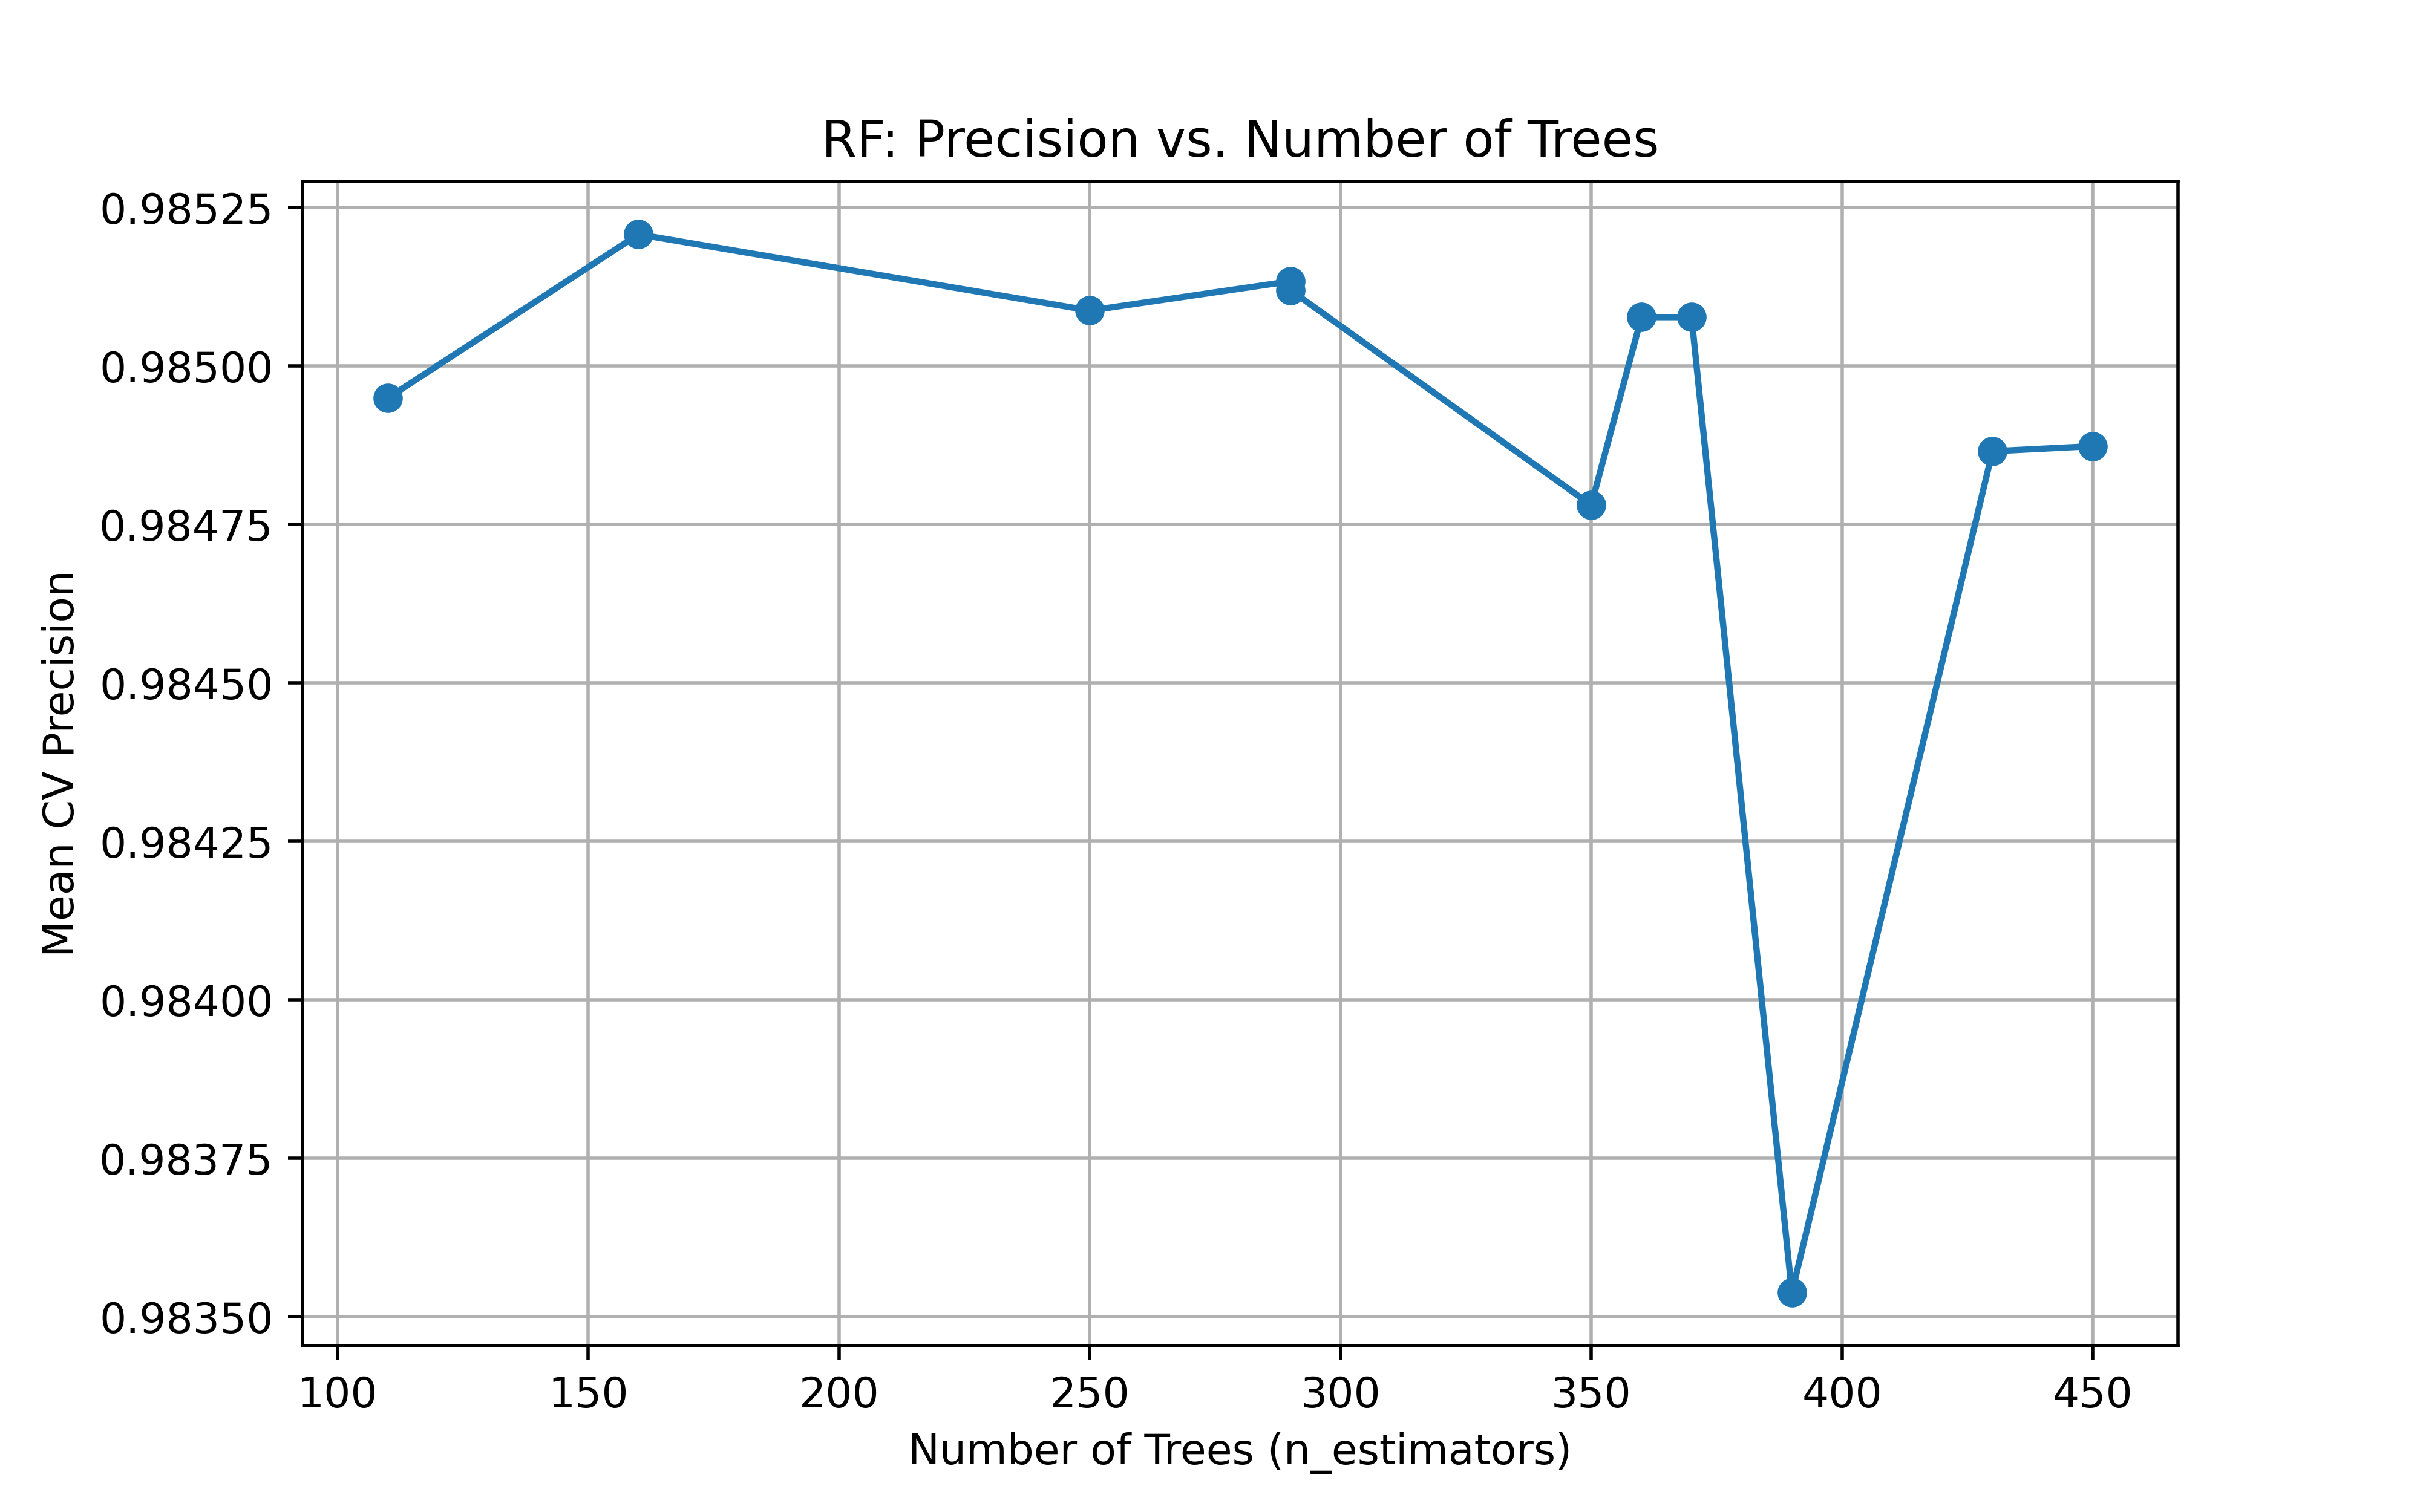 RF: Precision vs. Number of Trees
Mean CV Precision
0.98525
0.98500
0.98475
0.98450
0.98425
0.98400
0.98375
0.98350
100 150 200 250 300 350 400 450
Number of Trees (n_estimators)